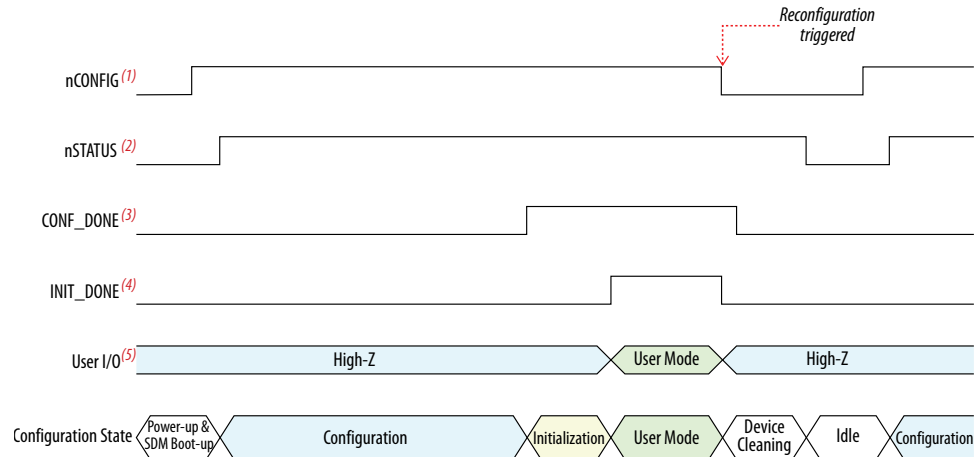 Reconfiguration
triggered
nCONFIG (1)
nSTATUS (2)
CONF_DONE (3)
INIT_DONE (4)
User I/O (5) High-Z User Mode High-Z
Configuration State Power-up & SDM Boot-up Configuration Initialization User Mode Device Cleaning Idle Configuration